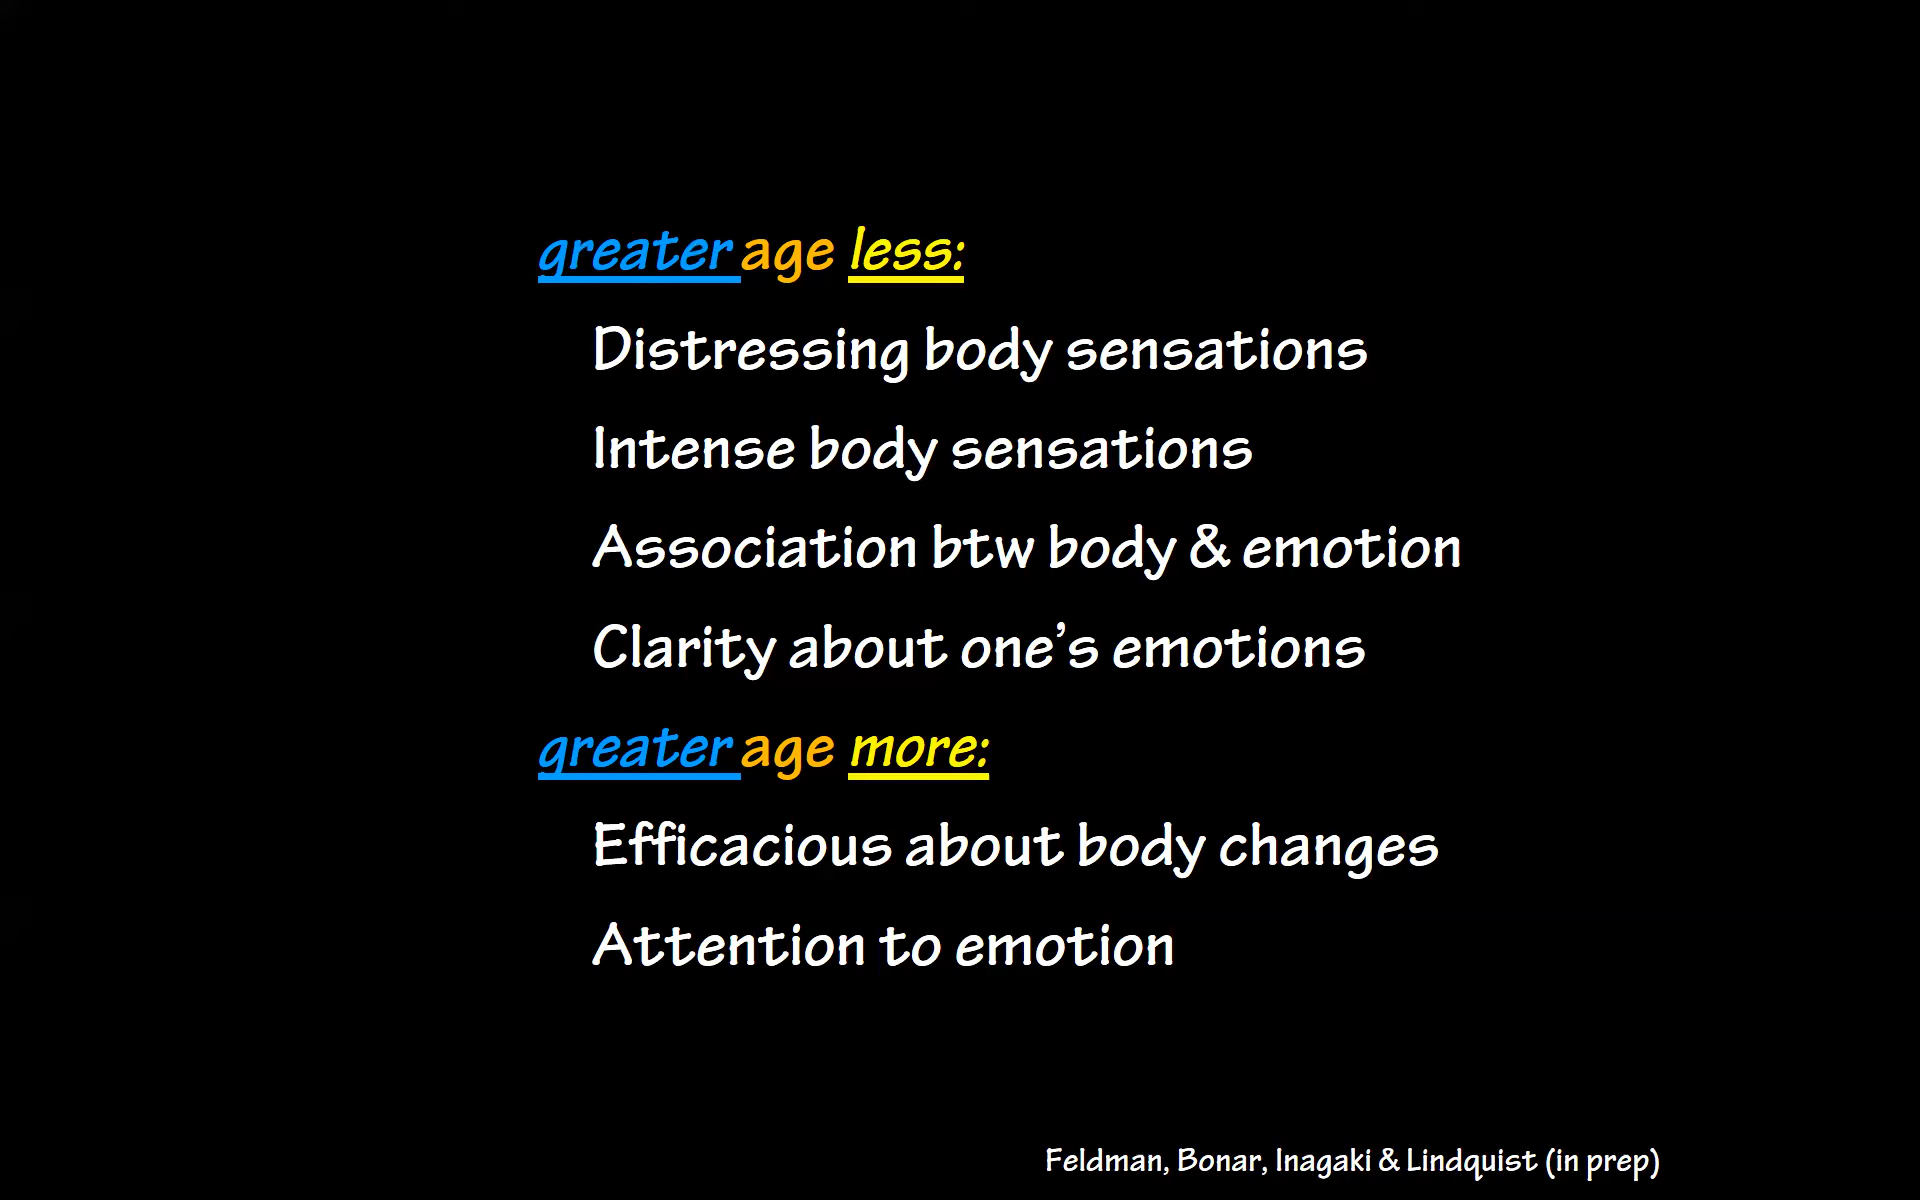 greater age less:
Distressing body sensations
Intense body sensations
Association btw body & emotion
Clarity about one’s emotions
greater age more:
Efficacious about body changes
Attention to emotion
Feldman, Bonar, Inagaki & Lindquist (in prep)